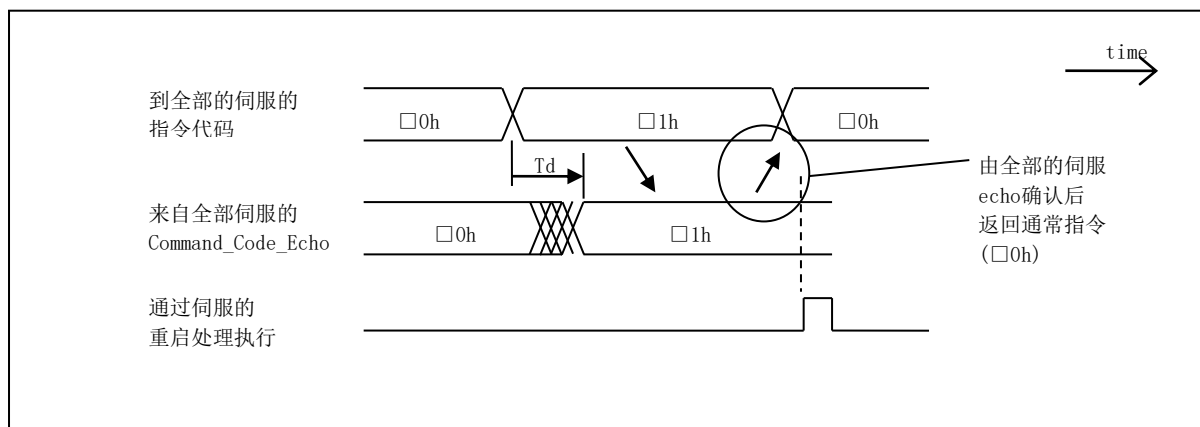 time
到全部的伺服的
指令代码
□0h
□1h
□0h
Td
由全部的伺服
echo确认后
返回通常指令
(□0h)
来自全部伺服的
Command_Code_Echo
□0h
□1h
通过伺服的
重启处理执行